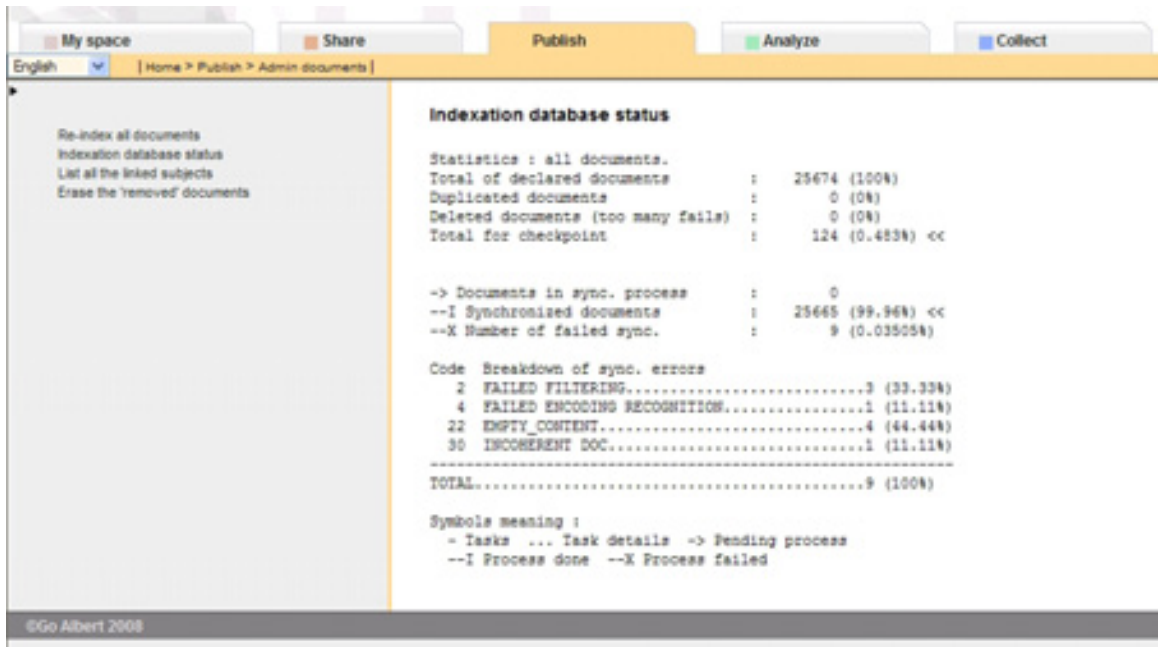 My space Share Publish Analyze Collect
English | Home > Publish > Admin documents |
Re-index all documents
Indexation database status
List all the linked subjects
Erase the 'removed' documents
Indexation database status
Statistics : all documents.
Total of declared documents : 25674 (100%)
Duplicated documents : 0 (0%)
Deleted documents (too many fails) : 0 (0%)
Total for checkpoint : 124 (0.483%) <<
-> Documents in sync. process : 0
--I Synchronized documents : 25665 (99.96%) <<
--X Number of failed sync. : 9 (0.03505%)
Code Breakdown of sync. errors
2 FAILED FILTERING...........................3 (33.33%)
4 FAILED ENCODING RECOGNITION................1 (11.11%)
22 EMPTY_CONTENT..............................4 (44.44%)
30 INCOHERENT DOC.............................1 (11.11%)
------------------------------------------------------------
TOTAL.............................................9 (100%)
Symbols meaning :
- Tasks ... Task details -> Pending process
--I Process done --X Process failed
©Go Albert 2008